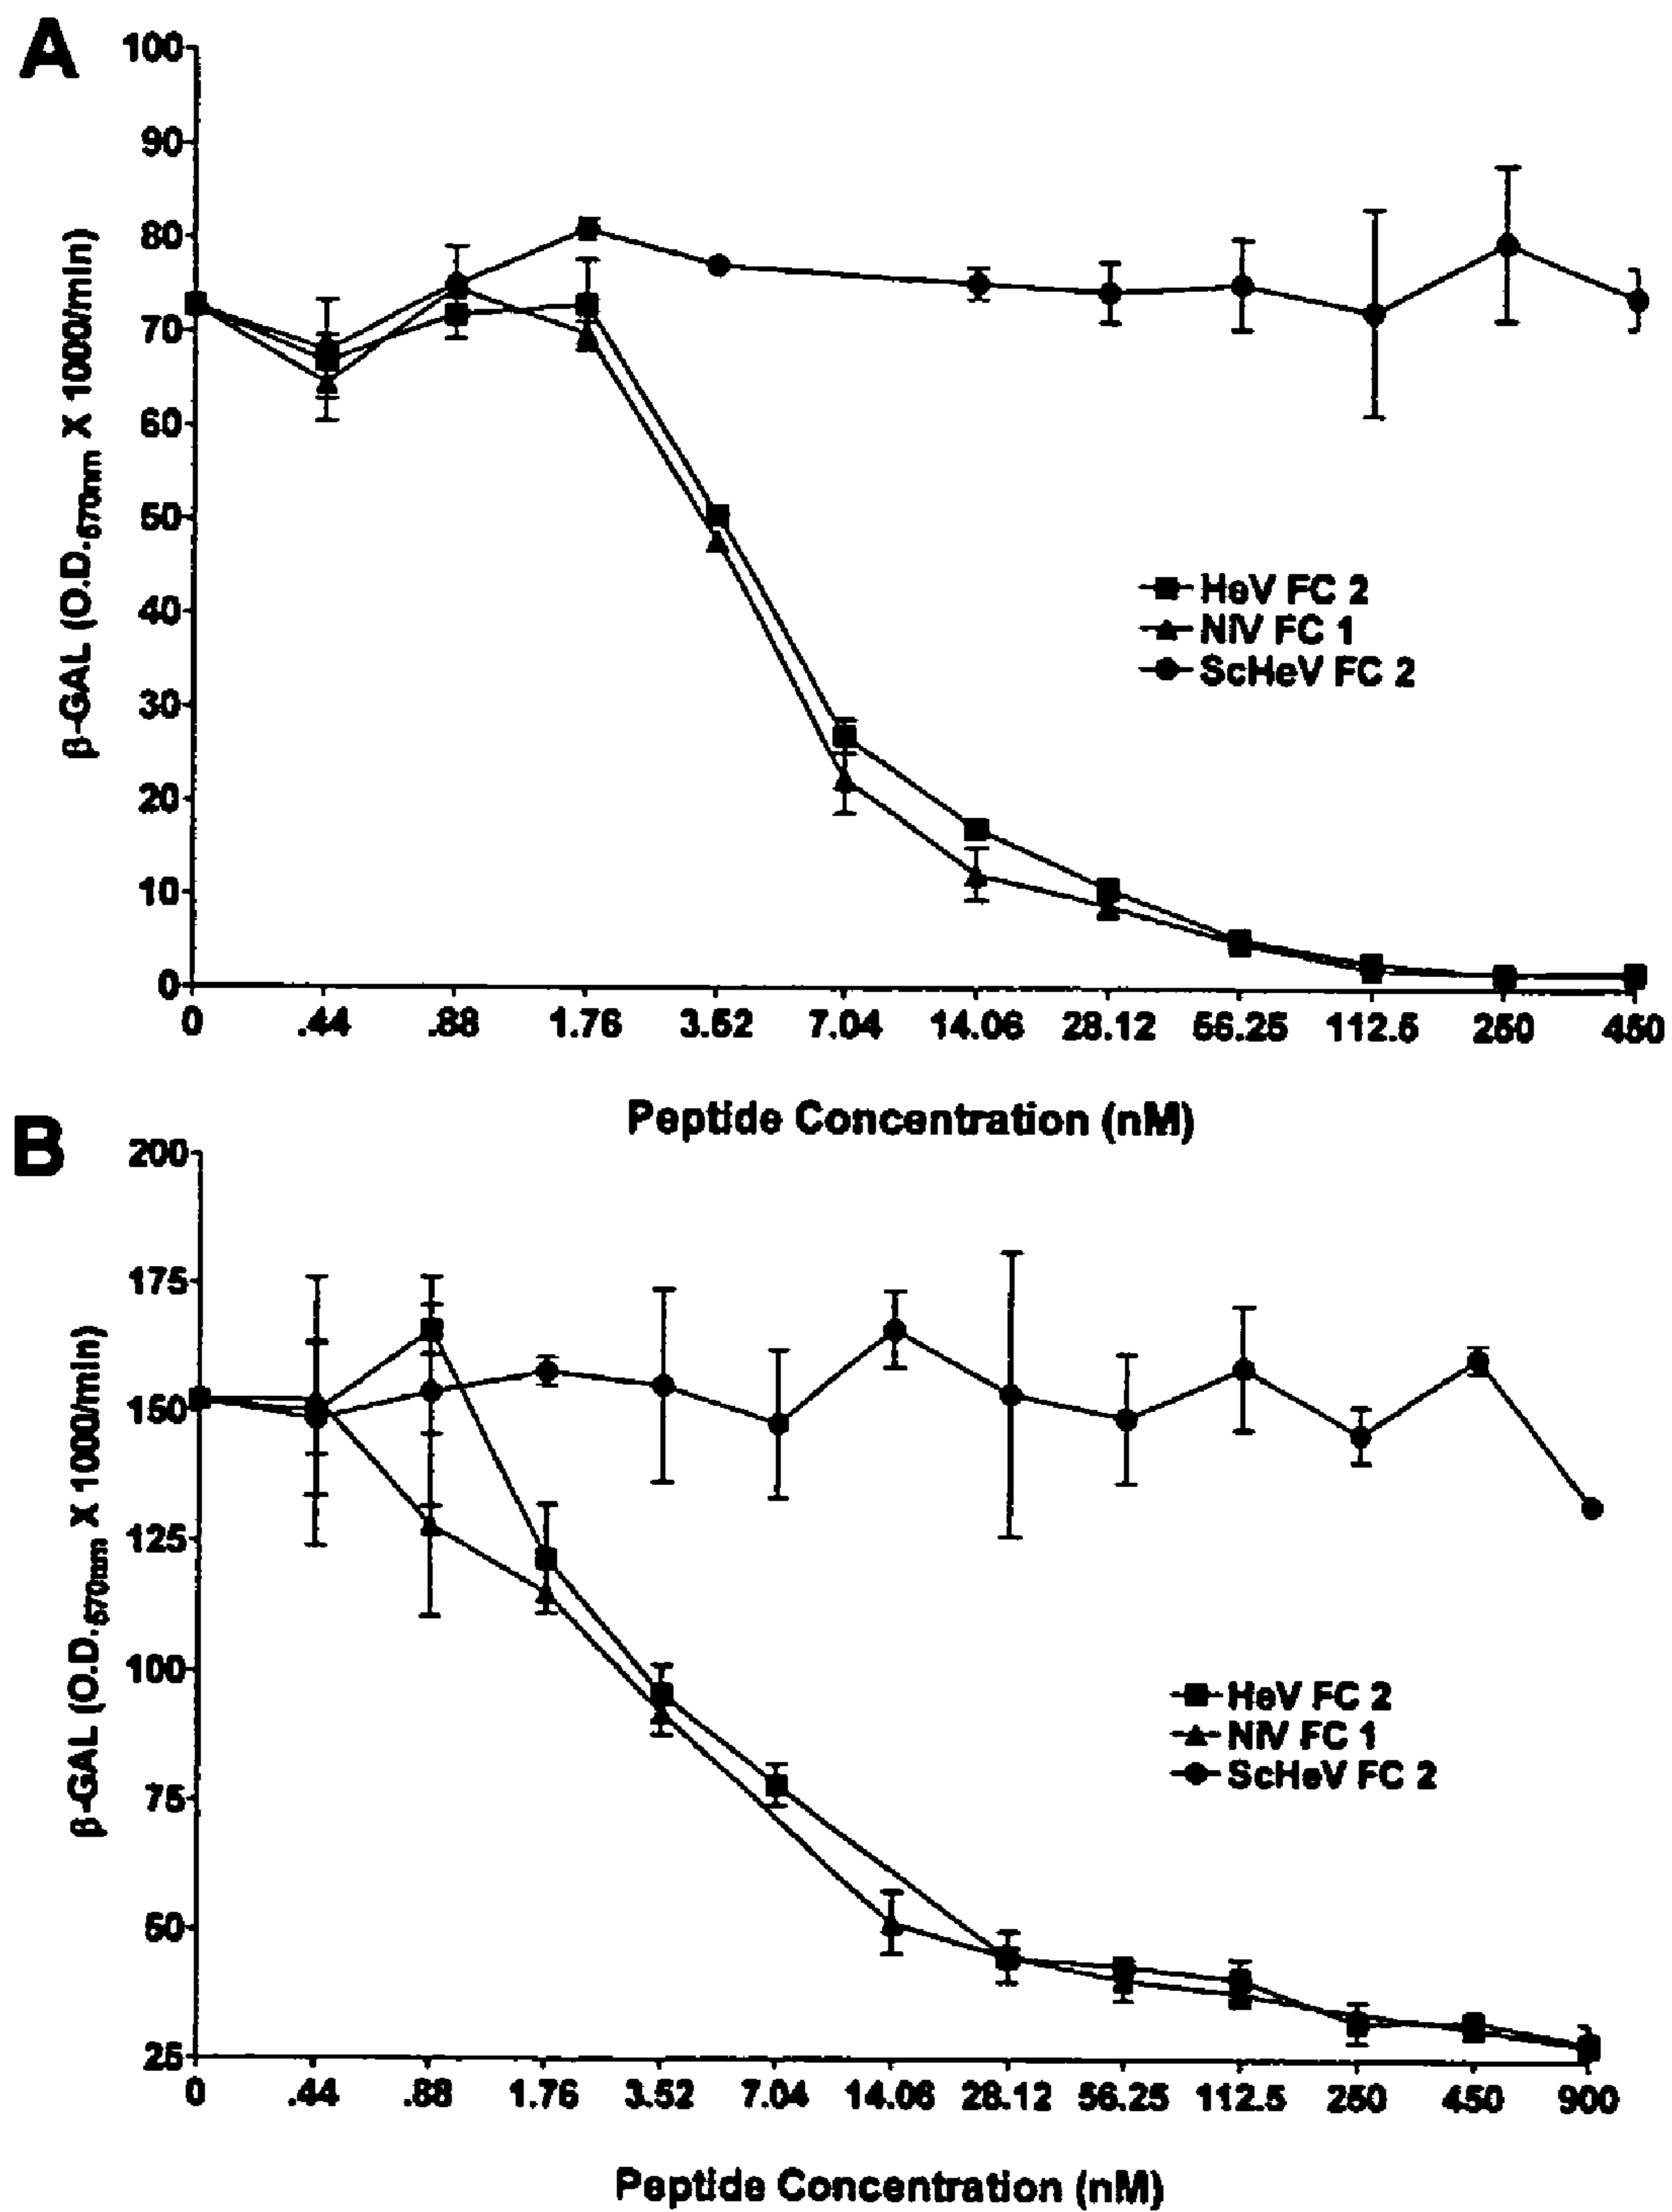 A
100
90
80
70
60
50
40
30
20
10
0
β-GAL (O.D.570nm X 1000/min)
HeV FC 2
NiV FC 1
ScHeV FC 2
0 .44 .88 1.76 3.52 7.04 14.06 28.12 56.25 112.5 250 450
Peptide Concentration (nM)
B
200
175
150
125
100
75
50
25
β-GAL (O.D.570nm X 1000/min)
HeV FC 2
NiV FC 1
ScHeV FC 2
0 .44 .88 1.76 3.52 7.04 14.06 28.12 56.25 112.5 250 450 900
Peptide Concentration (nM)